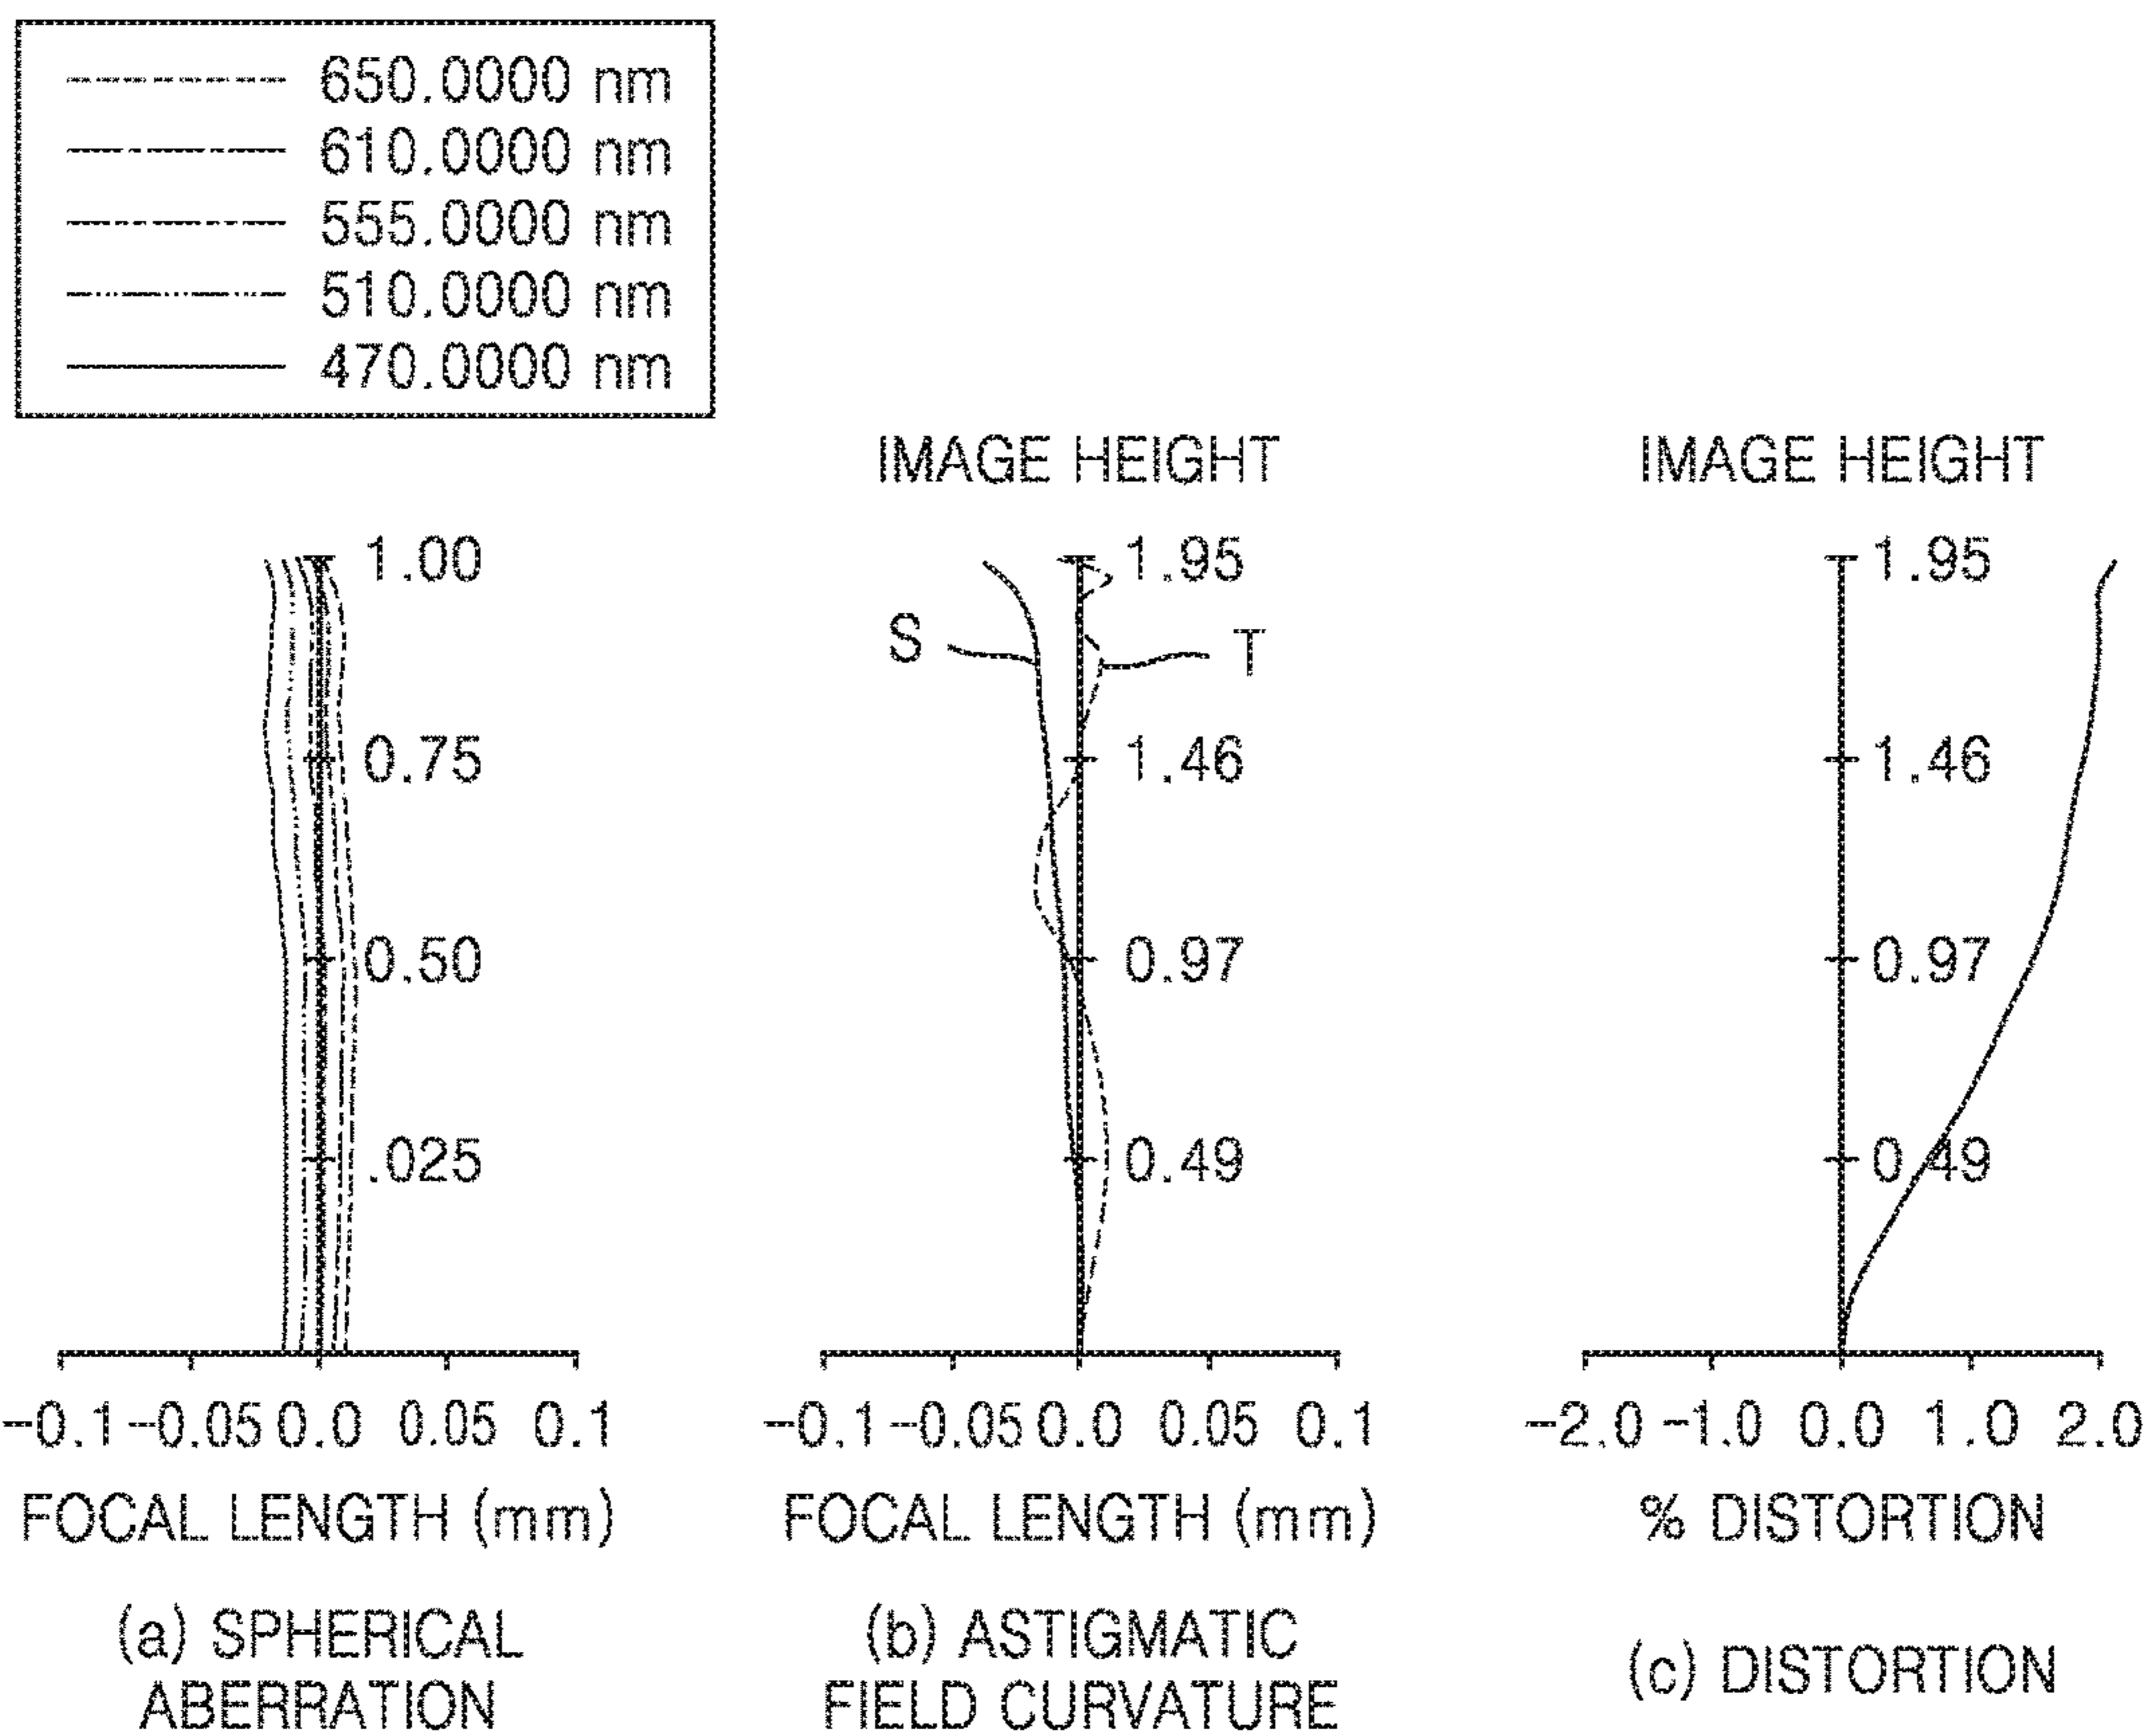 650.0000 nm
610.0000 nm
555.0000 nm
510.0000 nm
470.0000 nm
1.00
0.75
0.50
.025
-0.1 -0.05 0.0 0.05 0.1
FOCAL LENGTH (mm)
(a) SPHERICAL
ABERRATION
IMAGE HEIGHT
1.95
S
T
1.46
0.97
0.49
-0.1 -0.05 0.0 0.05 0.1
FOCAL LENGTH (mm)
(b) ASTIGMATIC
FIELD CURVATURE
IMAGE HEIGHT
1.95
1.46
0.97
0.49
-2.0 -1.0 0.0 1.0 2.0
% DISTORTION
(c) DISTORTION